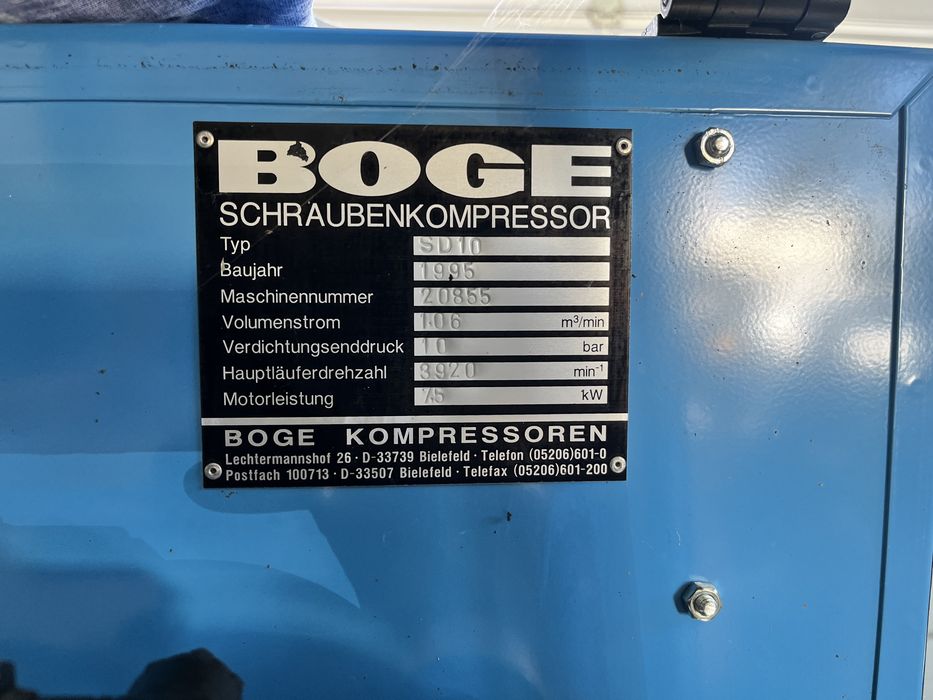 BOGE
SCHRAUBENKOMPRESSOR
Typ SD10
Baujahr 1995
Maschinennummer 20855
Volumenstrom 1.06 m³/min
Verdichtungsenddruck 10 bar
Hauptläuferdrehzahl 3920 min⁻¹
Motorleistung 7.5 kW
BOGE KOMPRESSOREN
Lechtermannshof 26 · D-33739 Bielefeld · Telefon (05206)601-0
Postfach 100713 · D-33507 Bielefeld · Telefax (05206)601-200